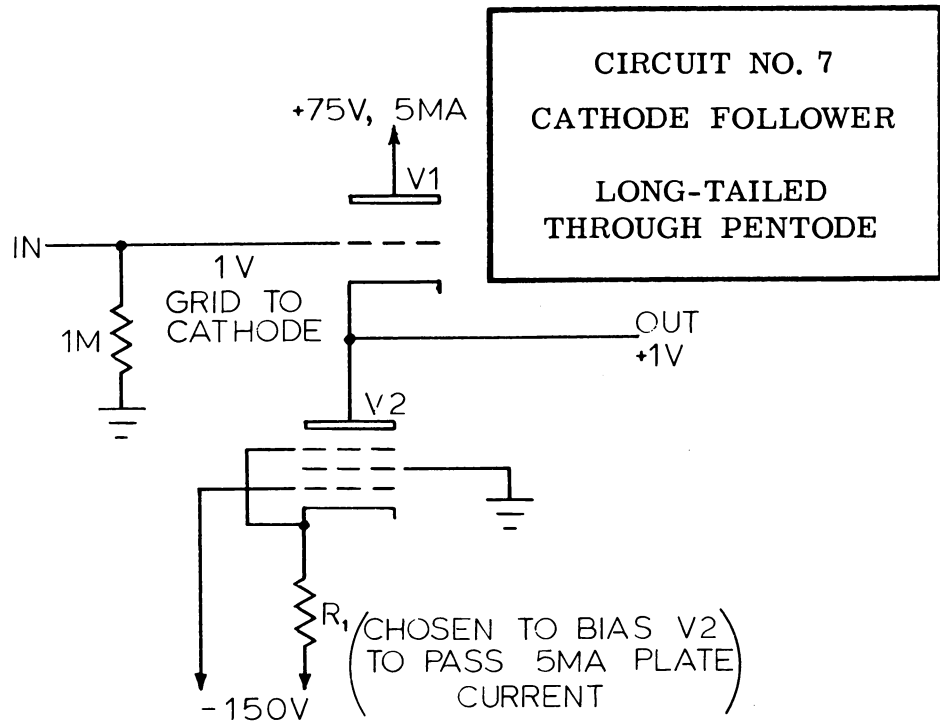 CIRCUIT NO. 7
CATHODE FOLLOWER
LONG-TAILED
THROUGH PENTODE
+75V, 5MA
V1
IN
1V
GRID TO
CATHODE
1M
OUT
+1V
V2
R1
(CHOSEN TO BIAS V2
TO PASS 5MA PLATE
CURRENT)
-150V